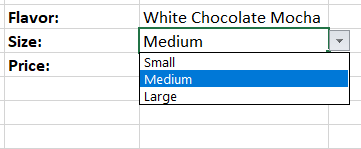 Flavor: White Chocolate Mocha
Size: Medium
Price:
Small
Medium
Large